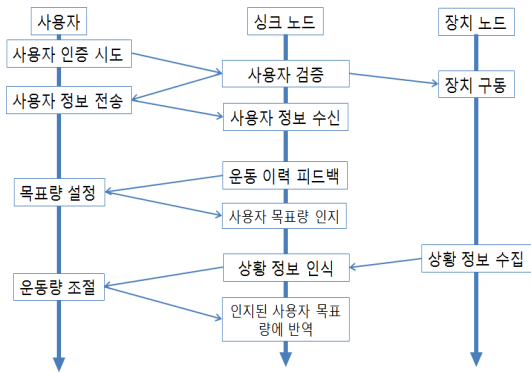 사용자
싱크 노드
장치 노드
사용자 인증 시도
사용자 검증
장치 구동
사용자 정보 전송
사용자 정보 수신
운동 이력 피드백
목표량 설정
사용자 목표량 인지
상황 정보 수집
상황 정보 인식
운동량 조절
인지된 사용자 목표
량에 반역